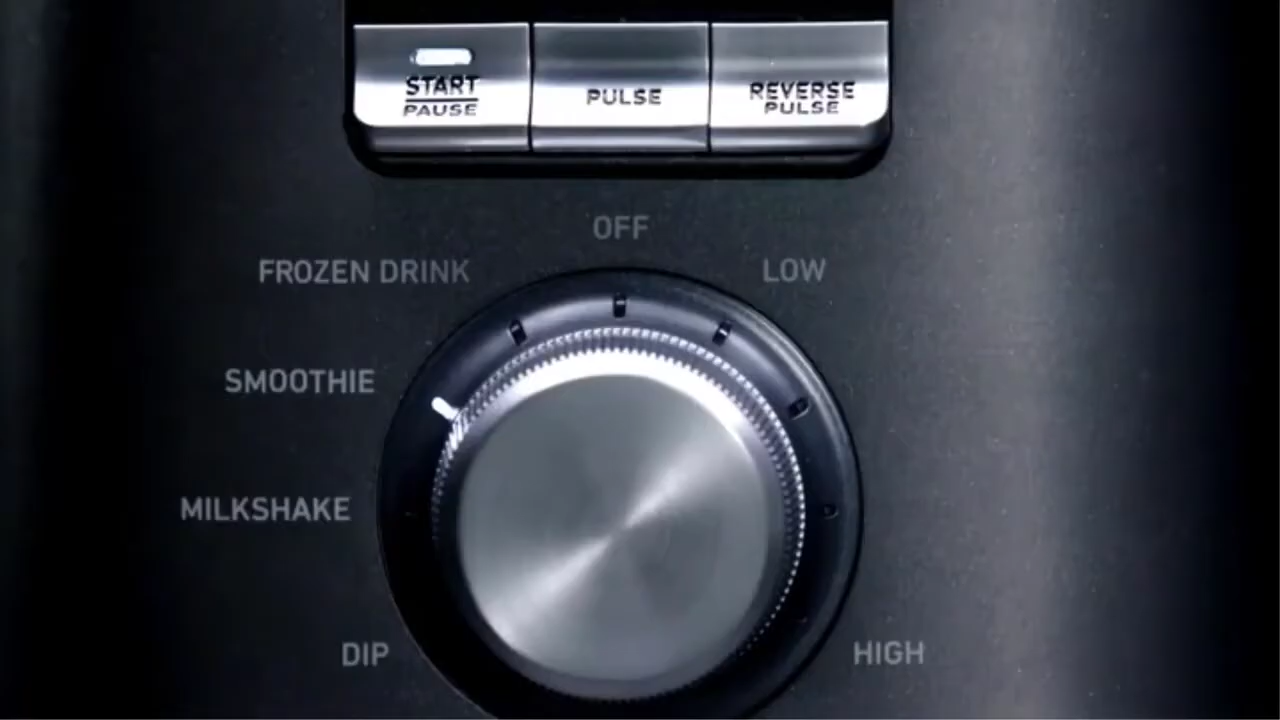 START
PAUSE
PULSE
REVERSE
PULSE
OFF
FROZEN DRINK
LOW
SMOOTHIE
MILKSHAKE
DIP
HIGH